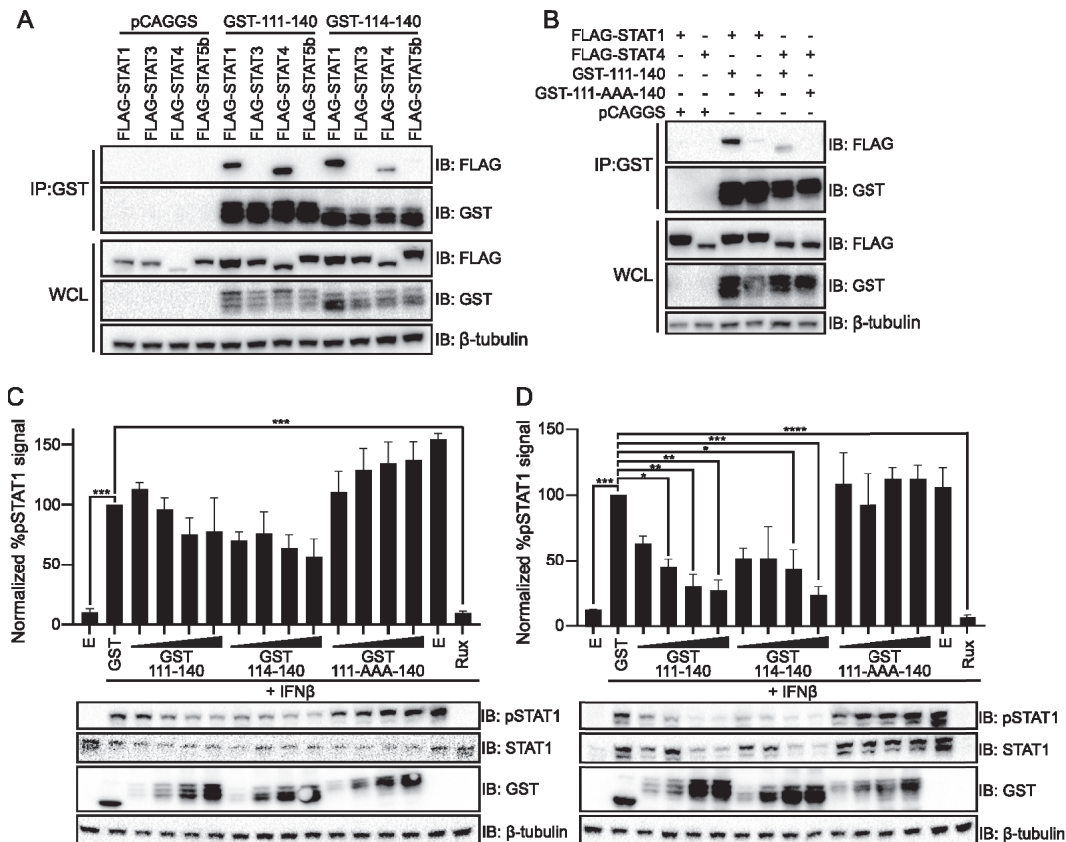 A
pCAGGS GST-111-140 GST-114-140
FLAG-STAT1 FLAG-STAT3 FLAG-STAT4 FLAG-STAT5b FLAG-STAT1 FLAG-STAT3 FLAG-STAT4 FLAG-STAT5b FLAG-STAT1 FLAG-STAT3 FLAG-STAT4 FLAG-STAT5b
IP:GST
IB: FLAG
IB: GST
WCL
IB: FLAG
IB: GST
IB: β-tubulin
B
FLAG-STAT1 + - + + - -
FLAG-STAT4 - + - - + +
GST-111-140 - - + - + -
GST-111-AAA-140 - - - + - +
pCAGGS + + - - - -
IP:GST
IB: FLAG
IB: GST
WCL
IB: FLAG
IB: GST
IB: β-tubulin
C
Normalized %pSTAT1 signal
150
100
50
0
***
***
E GST GST 111-140 GST 114-140 GST 111-AAA-140 E Rux
+ IFNβ
IB: pSTAT1
IB: STAT1
IB: GST
IB: β-tubulin
D
Normalized %pSTAT1 signal
150
100
50
0
****
***
*
**
**
*
***
E GST GST 111-140 GST 114-140 GST 111-AAA-140 E Rux
+ IFNβ
IB: pSTAT1
IB: STAT1
IB: GST
IB: β-tubulin